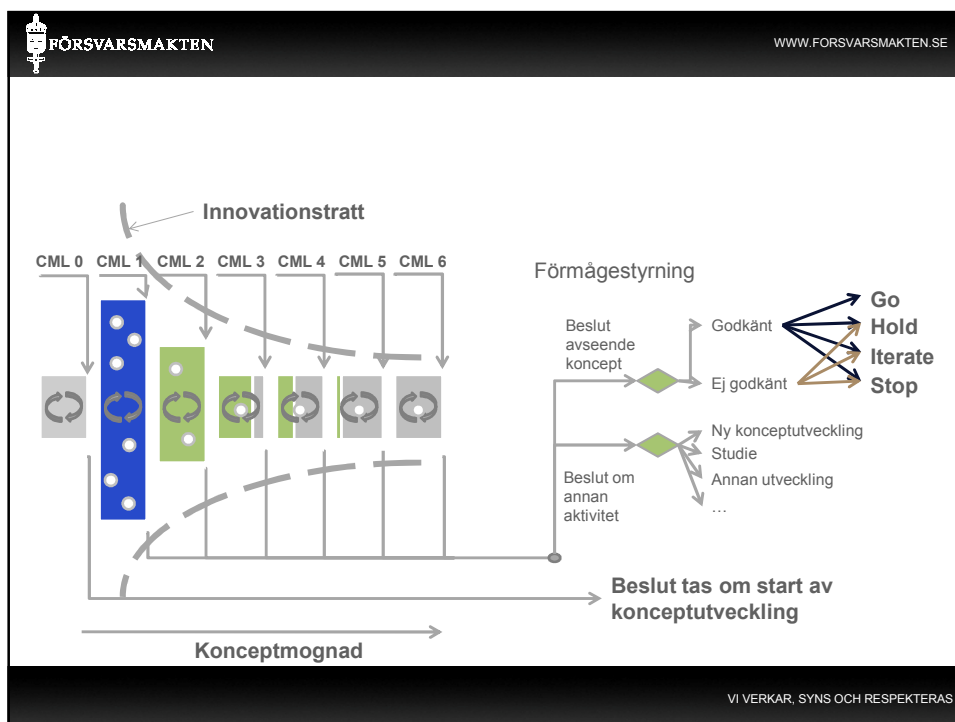 FÖRSVARSMAKTEN
WWW.FORSVARSMAKTEN.SE
Innovationstratt
CML 0 CML 1 CML 2 CML 3 CML 4 CML 5 CML 6
Förmågestyrning
Beslut
avseende
koncept
Godkänt
Ej godkänt
Go
Hold
Iterate
Stop
Beslut om
annan
aktivitet
Ny konceptutveckling
Studie
Annan utveckling
…
Beslut tas om start av
konceptutveckling
Konceptmognad
VI VERKAR, SYNS OCH RESPEKTERAS